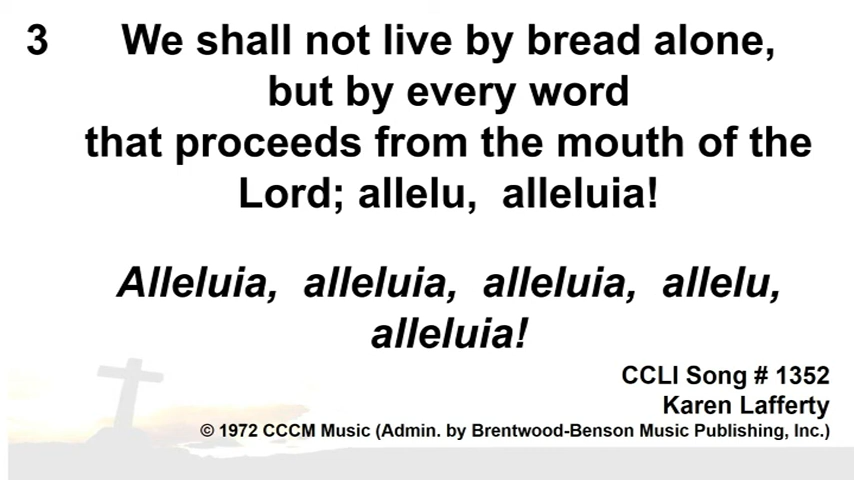 3 We shall not live by bread alone,
but by every word
that proceeds from the mouth of the
Lord; allelu, alleluia!
Alleluia, alleluia, alleluia, allelu,
alleluia!
CCLI Song # 1352
Karen Lafferty
© 1972 CCCM Music (Admin. by Brentwood-Benson Music Publishing, Inc.)